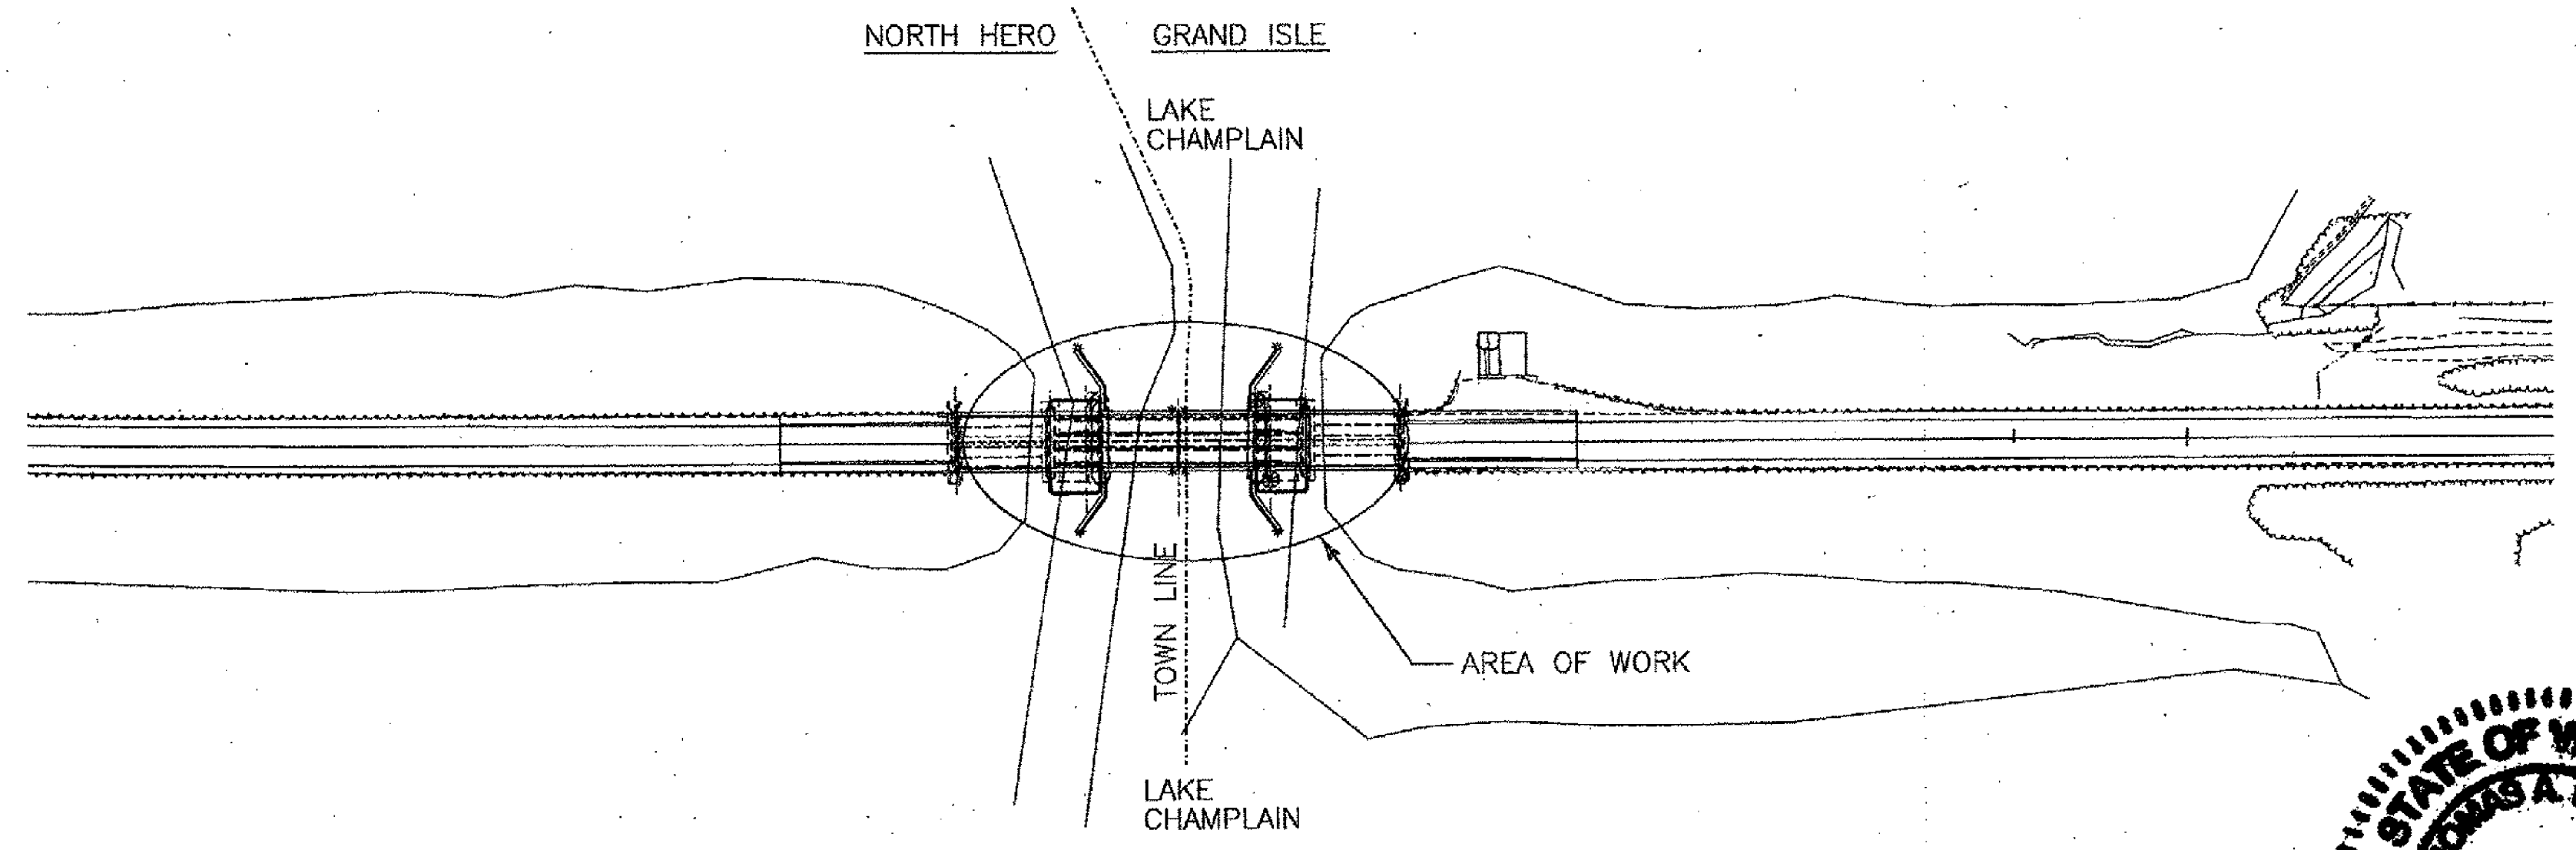 NORTH HERO
GRAND ISLE
LAKE
CHAMPLAIN
TOWN LINE
AREA OF WORK
LAKE
CHAMPLAIN
STATE OF